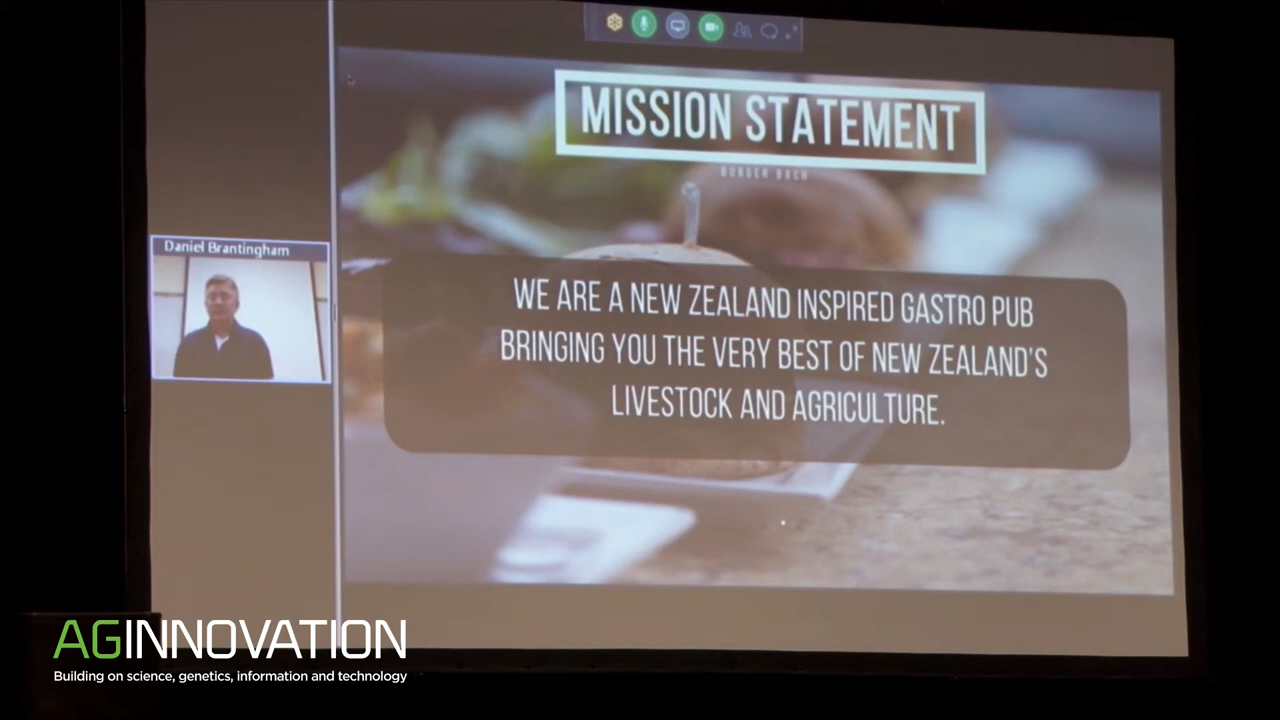 MISSION STATEMENT
BURGER BACH
Daniel Brantingham
WE ARE A NEW ZEALAND INSPIRED GASTRO PUB
BRINGING YOU THE VERY BEST OF NEW ZEALAND'S
LIVESTOCK AND AGRICULTURE.
AGINNOVATION
Building on science, genetics, information and technology